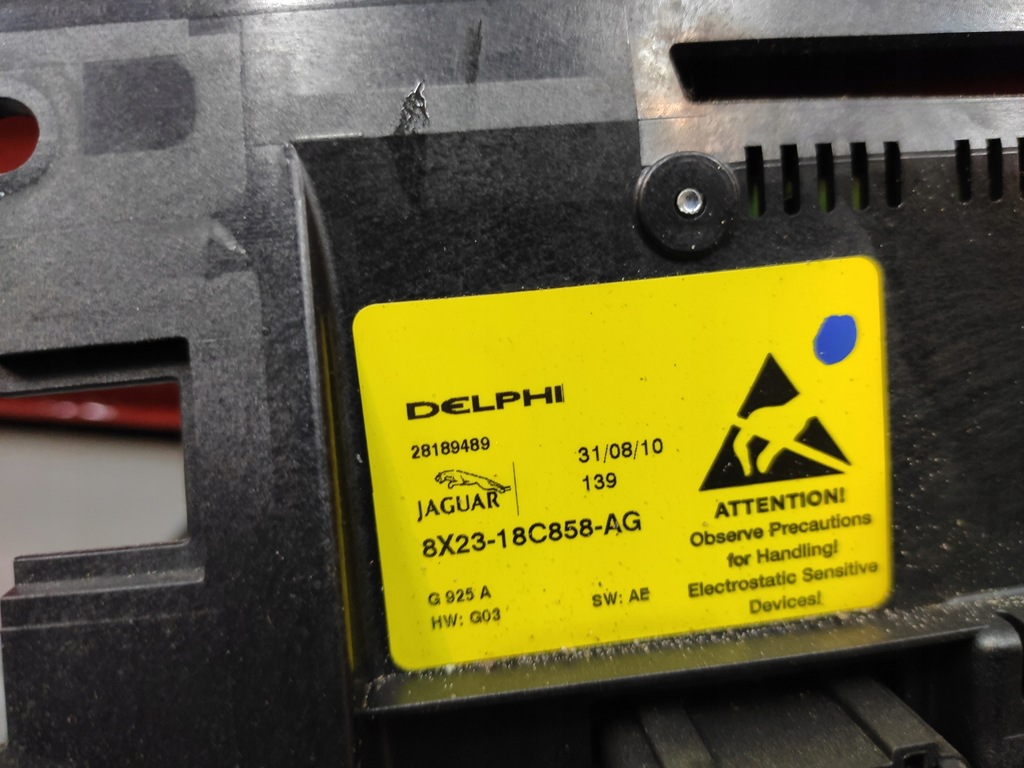 DELPHI
28189489
31/08/10
139
JAGUAR
8X23-18C858-AG
G 925 A
HW: G03
SW: AE
ATTENTION!
Observe Precautions
for Handling!
Electrostatic Sensitive
Devices!